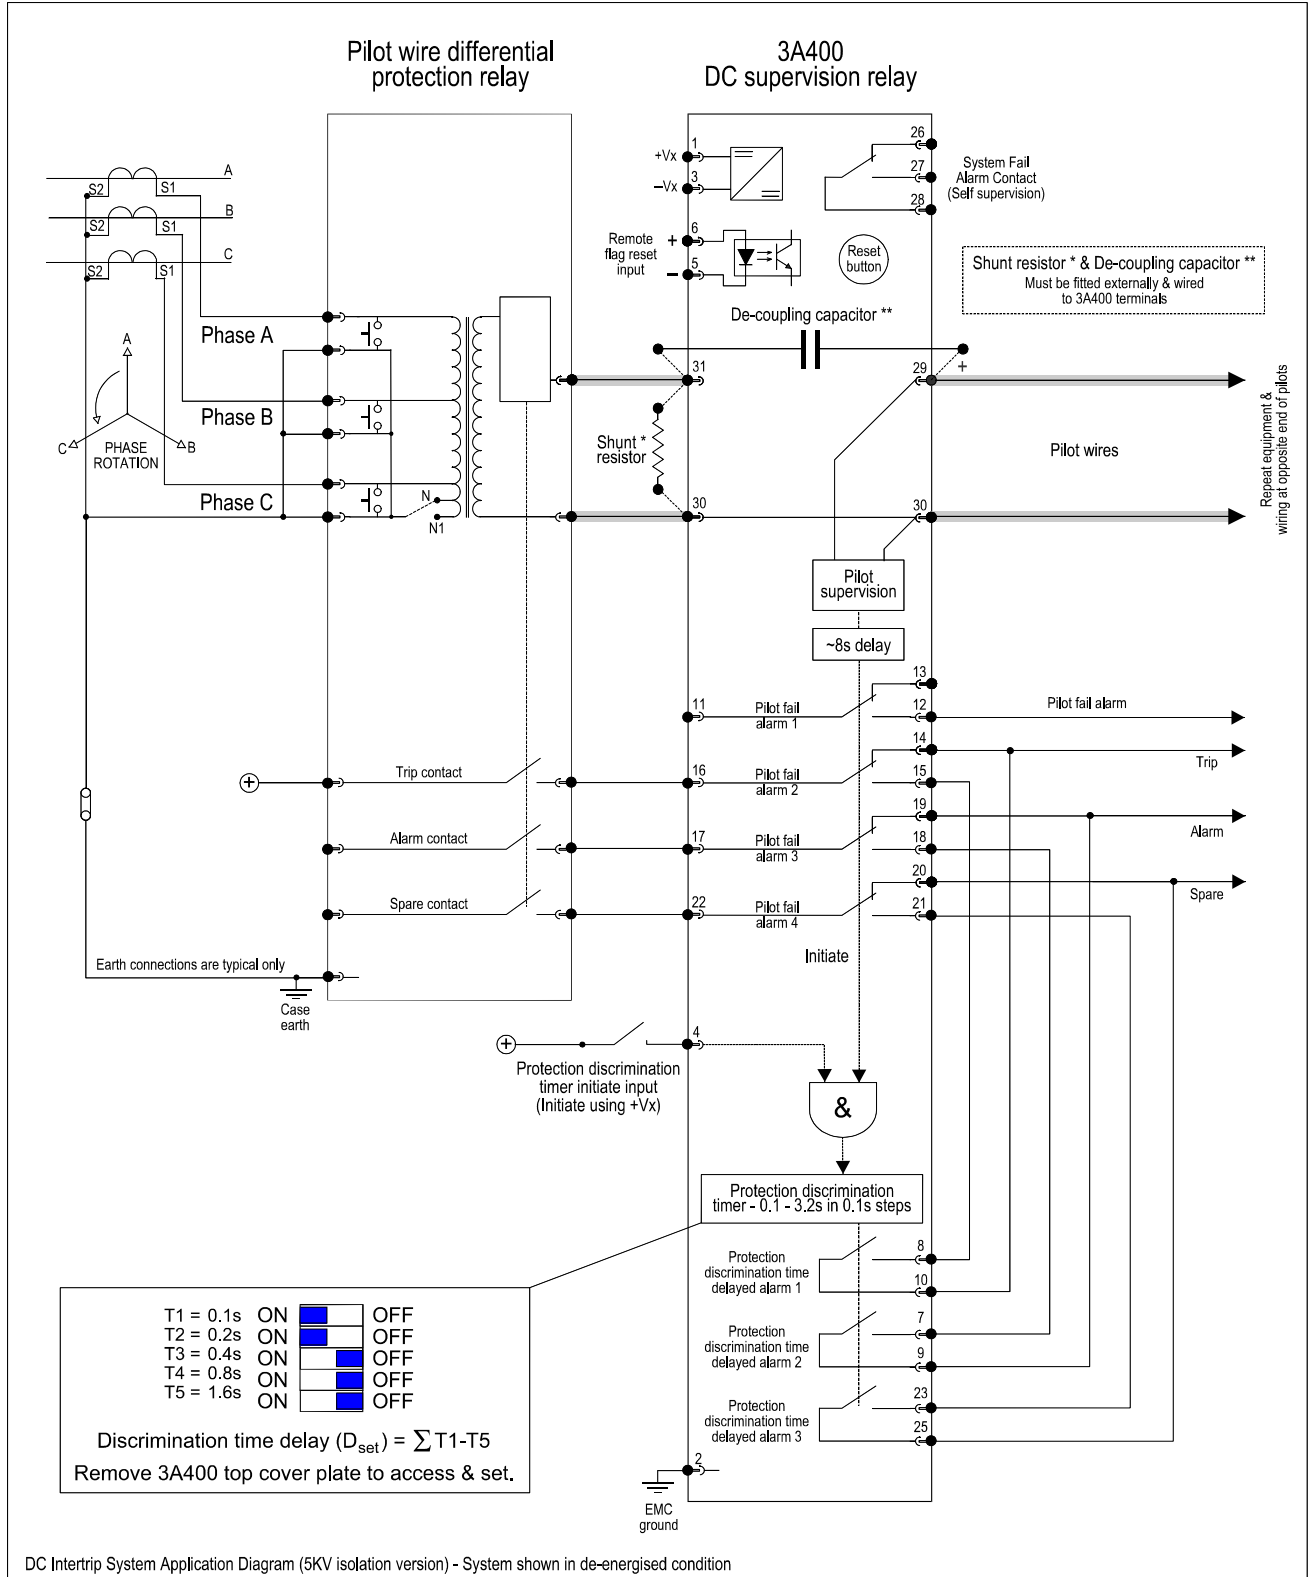 Pilot wire differential
protection relay
3A400
DC supervision relay
A
S2
S1
B
S2
S1
C
S2
S1
A
C
B
PHASE
ROTATION
Phase A
Phase B
Phase C
N
N1
+Vx
1
−Vx
3
26
27
28
System Fail
Alarm Contact
(Self supervision)
Remote
flag reset
input
+
6
−
5
Reset
button
Shunt resistor * & De-coupling capacitor **
Must be fitted externally & wired
to 3A400 terminals
De-coupling capacitor **
31
29
+
Shunt *
resistor
30
30
Pilot wires
Repeat equipment &
wiring at opposite end of pilots
Pilot
supervision
~8s delay
13
11
Pilot fail
alarm 1
12
Pilot fail alarm
14
Trip
+
Trip contact
16
Pilot fail
alarm 2
15
19
Alarm
Alarm contact
17
Pilot fail
alarm 3
18
20
Spare
Spare contact
22
Pilot fail
alarm 4
21
Initiate
Earth connections are typical only
Case
earth
+
4
Protection discrimination
timer initiate input
(Initiate using +Vx)
&
Protection discrimination
timer - 0.1 - 3.2s in 0.1s steps
Protection
discrimination time
delayed alarm 1
8
10
Protection
discrimination time
delayed alarm 2
7
9
Protection
discrimination time
delayed alarm 3
23
25
2
EMC
ground
T1 = 0.1s ON OFF
T2 = 0.2s ON OFF
T3 = 0.4s ON OFF
T4 = 0.8s ON OFF
T5 = 1.6s ON OFF
Discrimination time delay (Dset) = ∑ T1-T5
Remove 3A400 top cover plate to access & set.
DC Intertrip System Application Diagram (5KV isolation version) - System shown in de-energised condition